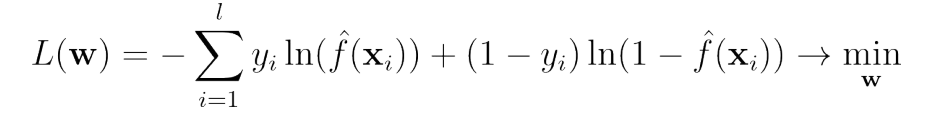 L(𝐰) = − ∑_{i=1}^{l} y_i ln(f̂(𝐱_i)) + (1 − y_i) ln(1 − f̂(𝐱_i)) → min_𝐰